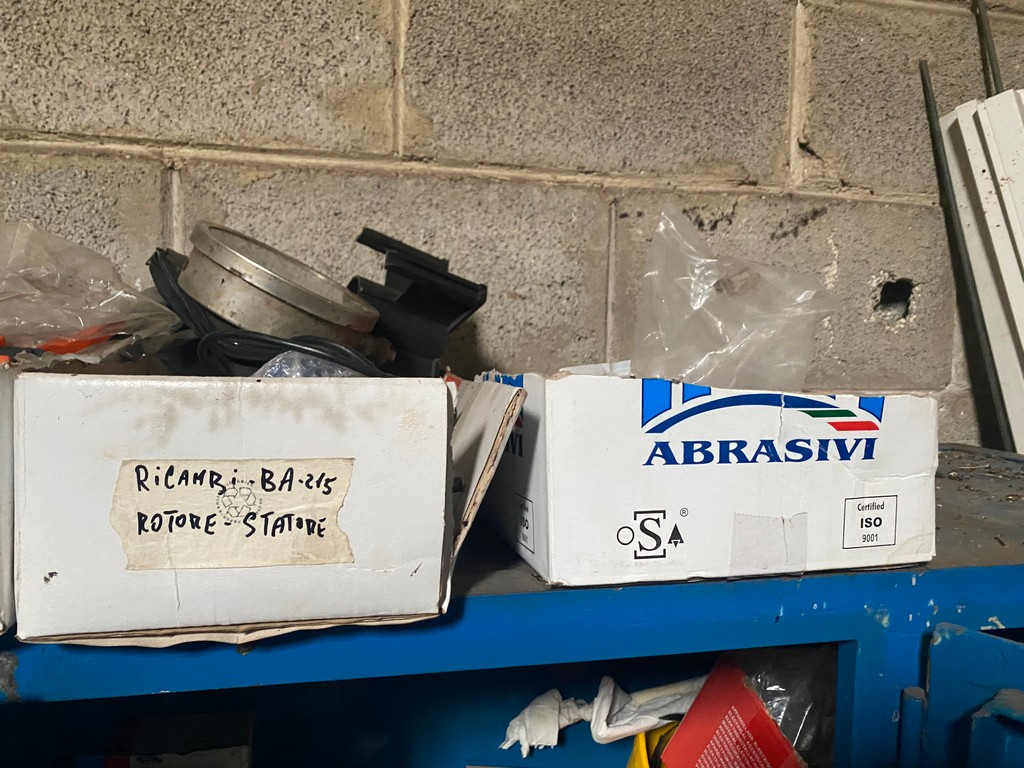 RiCAMBi BA-215
ROTORE-STATORE
ABRASIVI
OSA®
Certified
ISO
9001